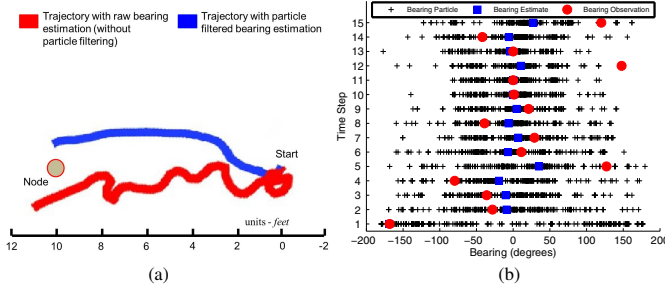 Trajectory with raw bearing
estimation (without
particle filtering)
Trajectory with particle
filtered bearing estimation
Node
Start
units - feet
12 10 8 6 4 2 0 -2
(a)
Bearing Particle Bearing Estimate Bearing Observation
Time Step
15
14
13
12
11
10
9
8
7
6
5
4
3
2
1
−200 −150 −100 −50 0 50 100 150 200
Bearing (degrees)
(b)